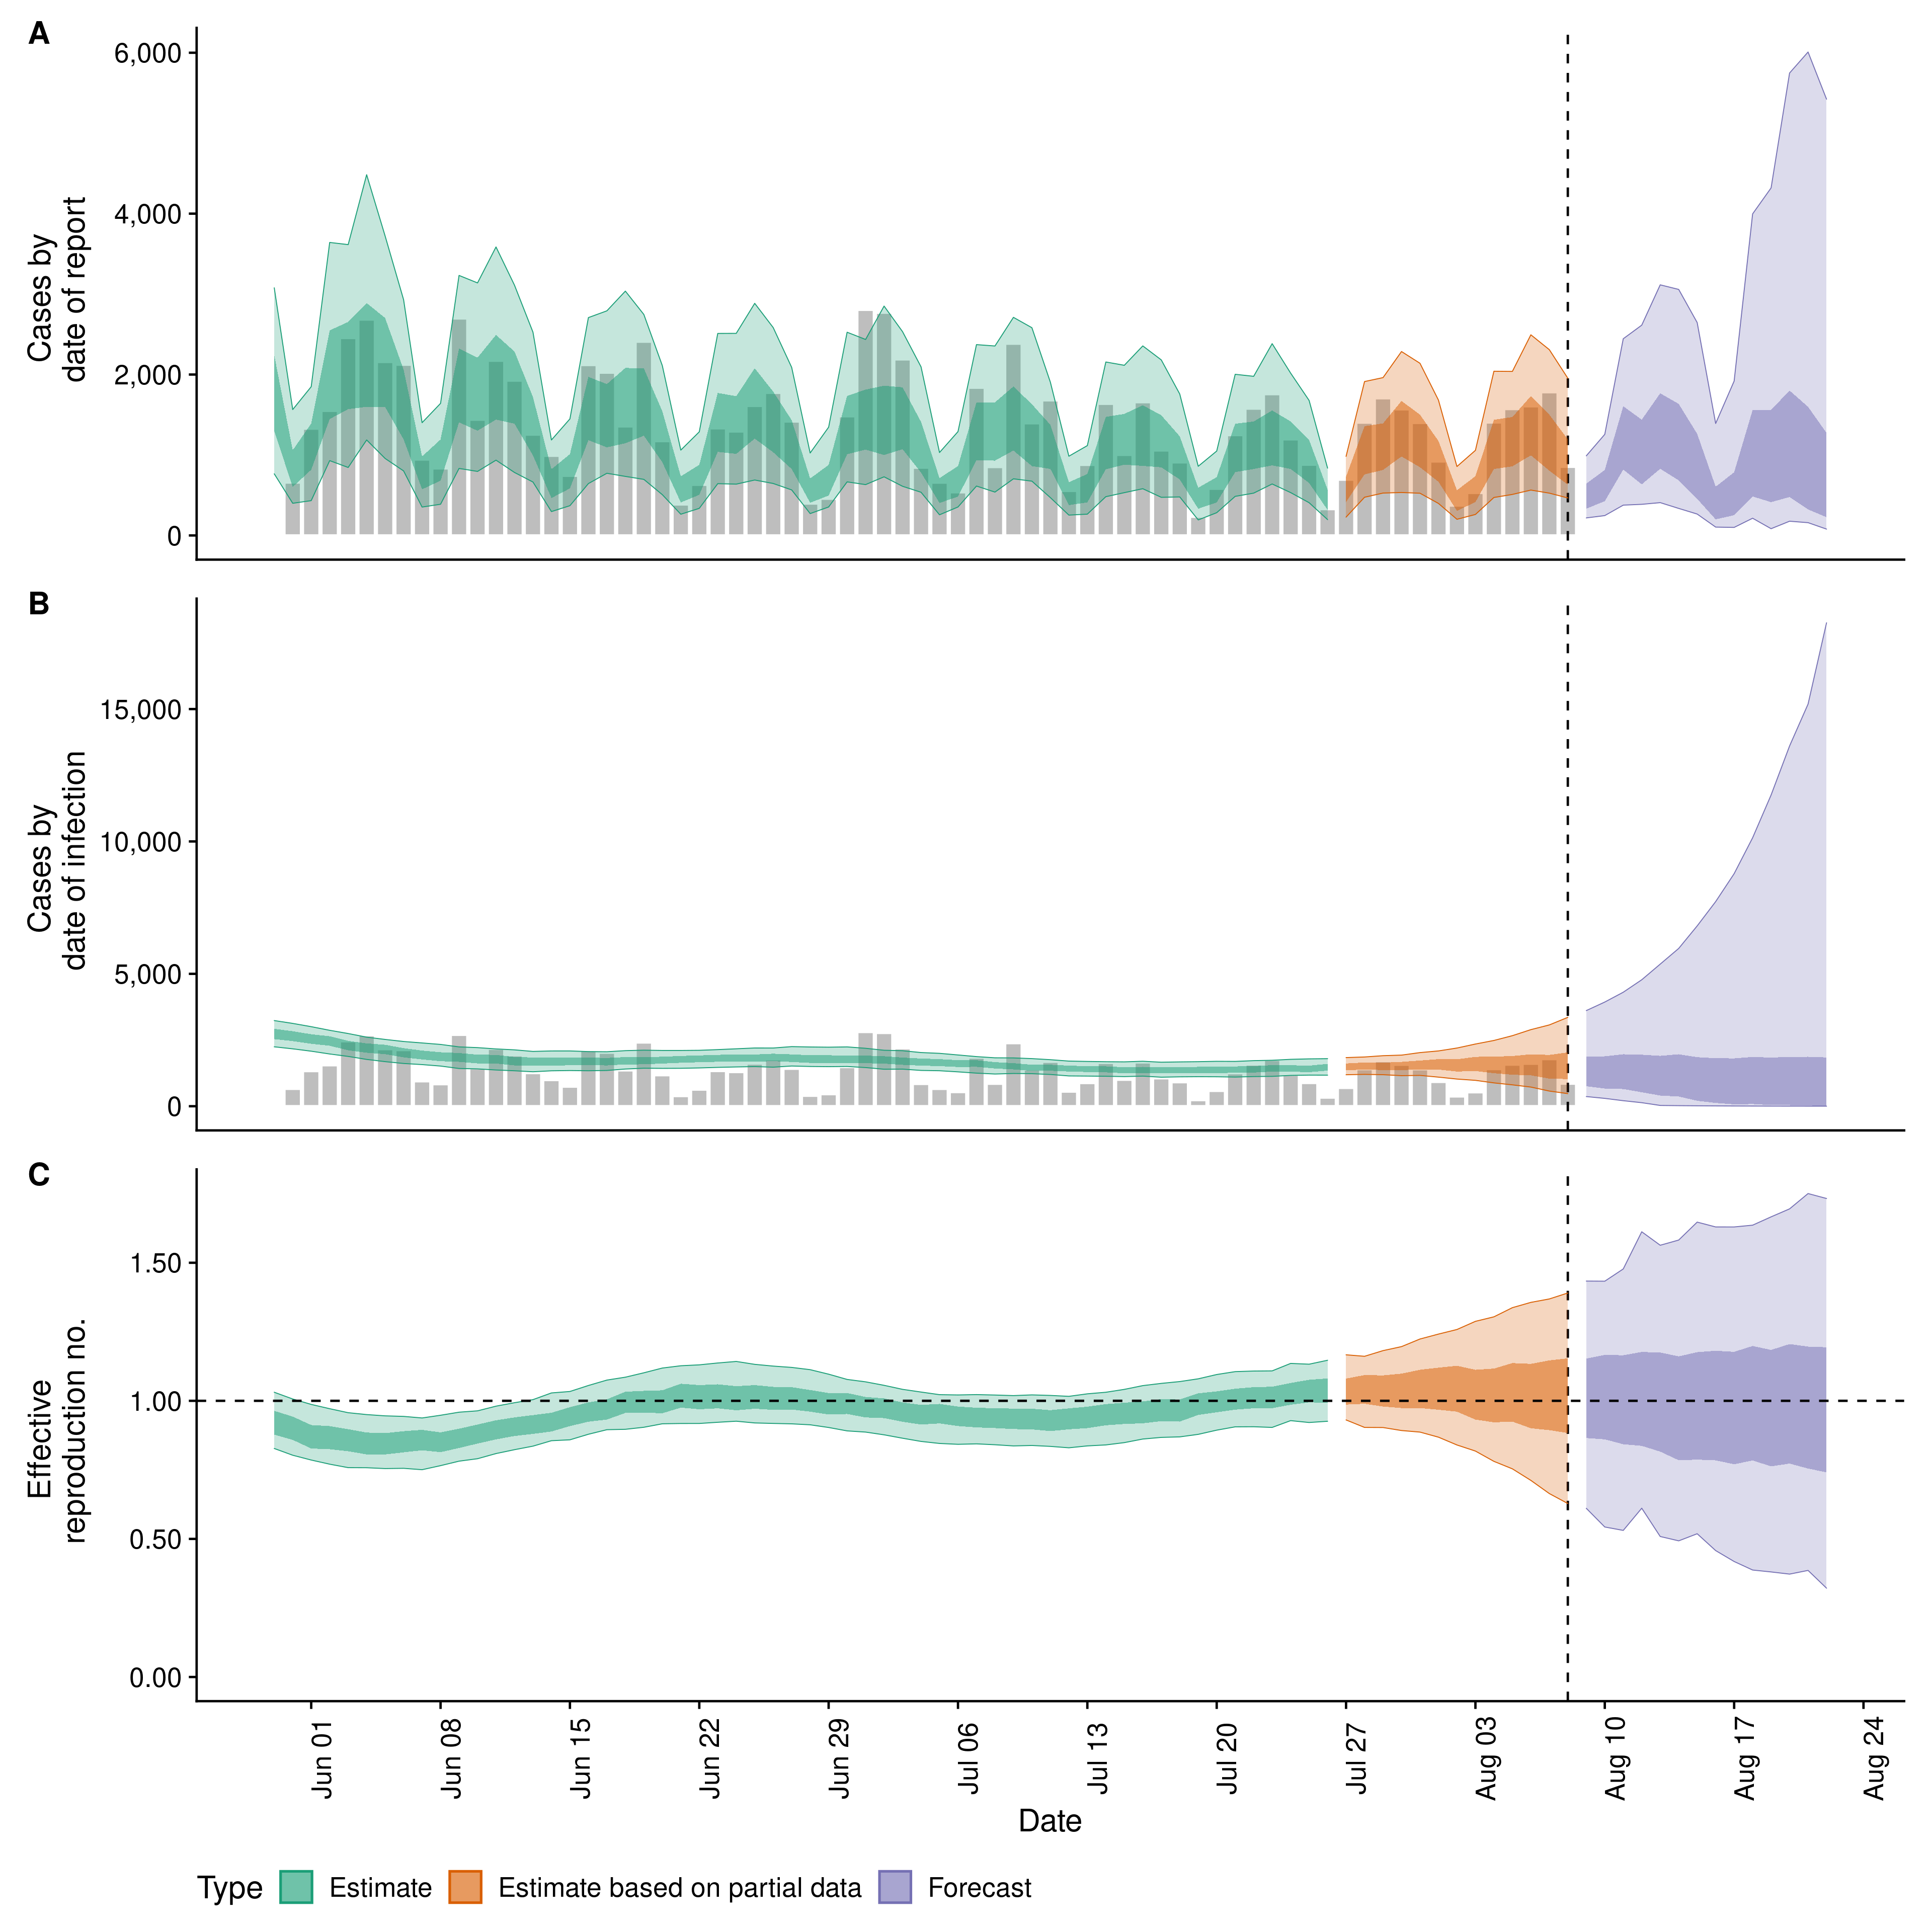 A
Cases by
date of report
6,000
4,000
2,000
0
B
Cases by
date of infection
15,000
10,000
5,000
0
C
Effective
reproduction no.
1.50
1.00
0.50
0.00
Jun 01
Jun 08
Jun 15
Jun 22
Jun 29
Jul 06
Jul 13
Jul 20
Jul 27
Aug 03
Aug 10
Aug 17
Aug 24
Date
Type Estimate Estimate based on partial data Forecast